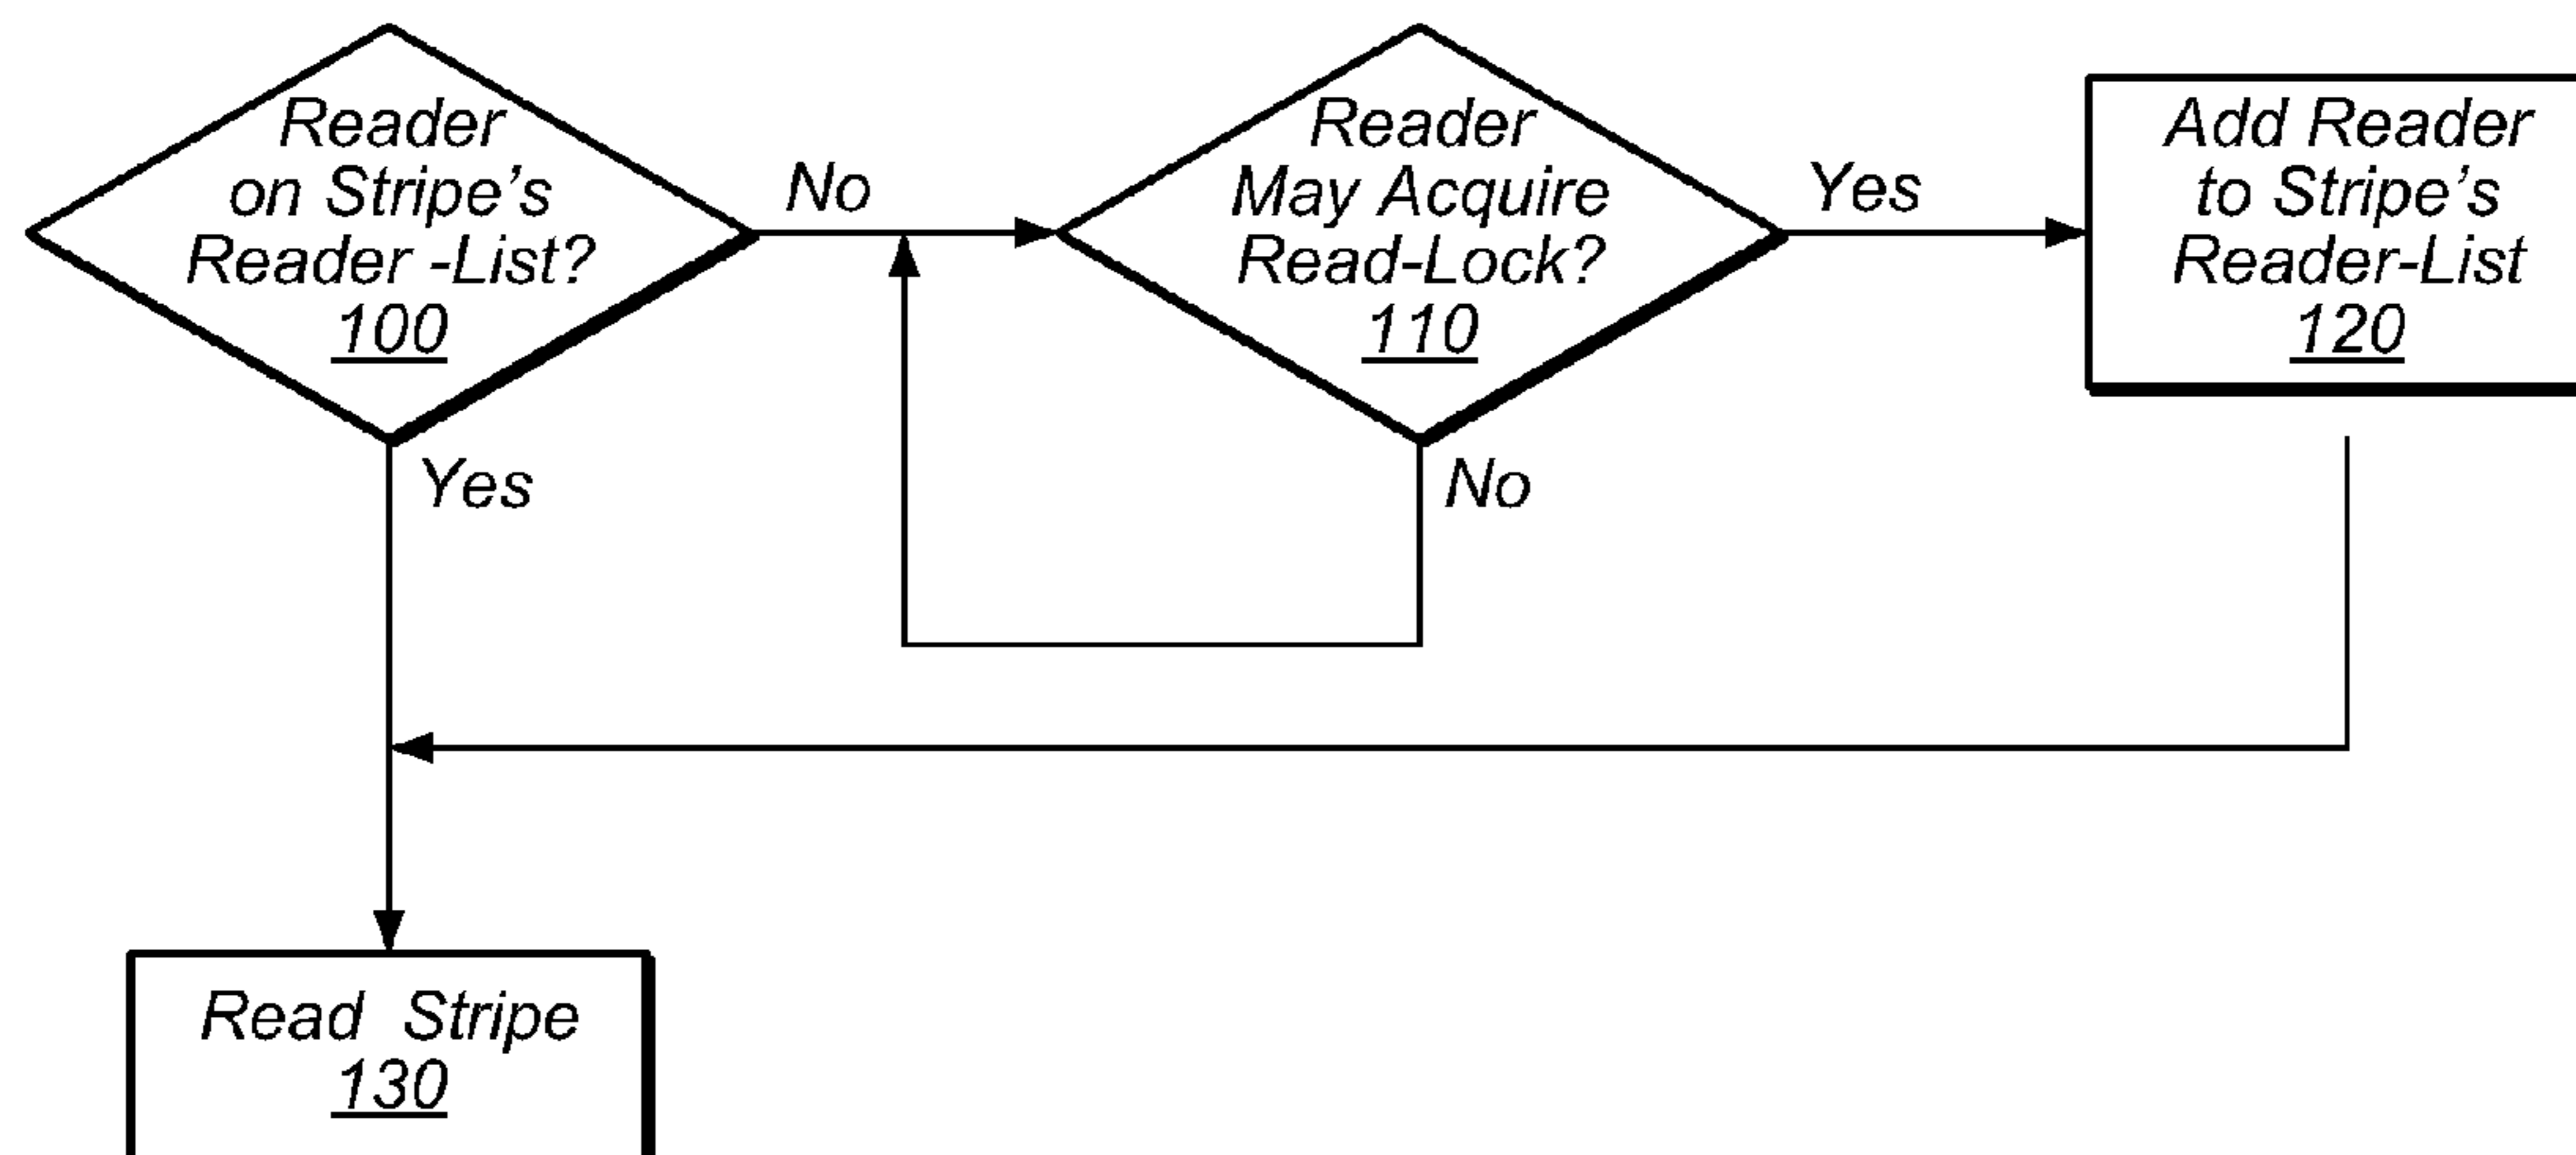 Reader
on Stripe's
Reader -List?
100
Yes
No
Reader
May Acquire
Read-Lock?
110
No
Yes
Add Reader
to Stripe's
Reader-List
120
Read Stripe
130